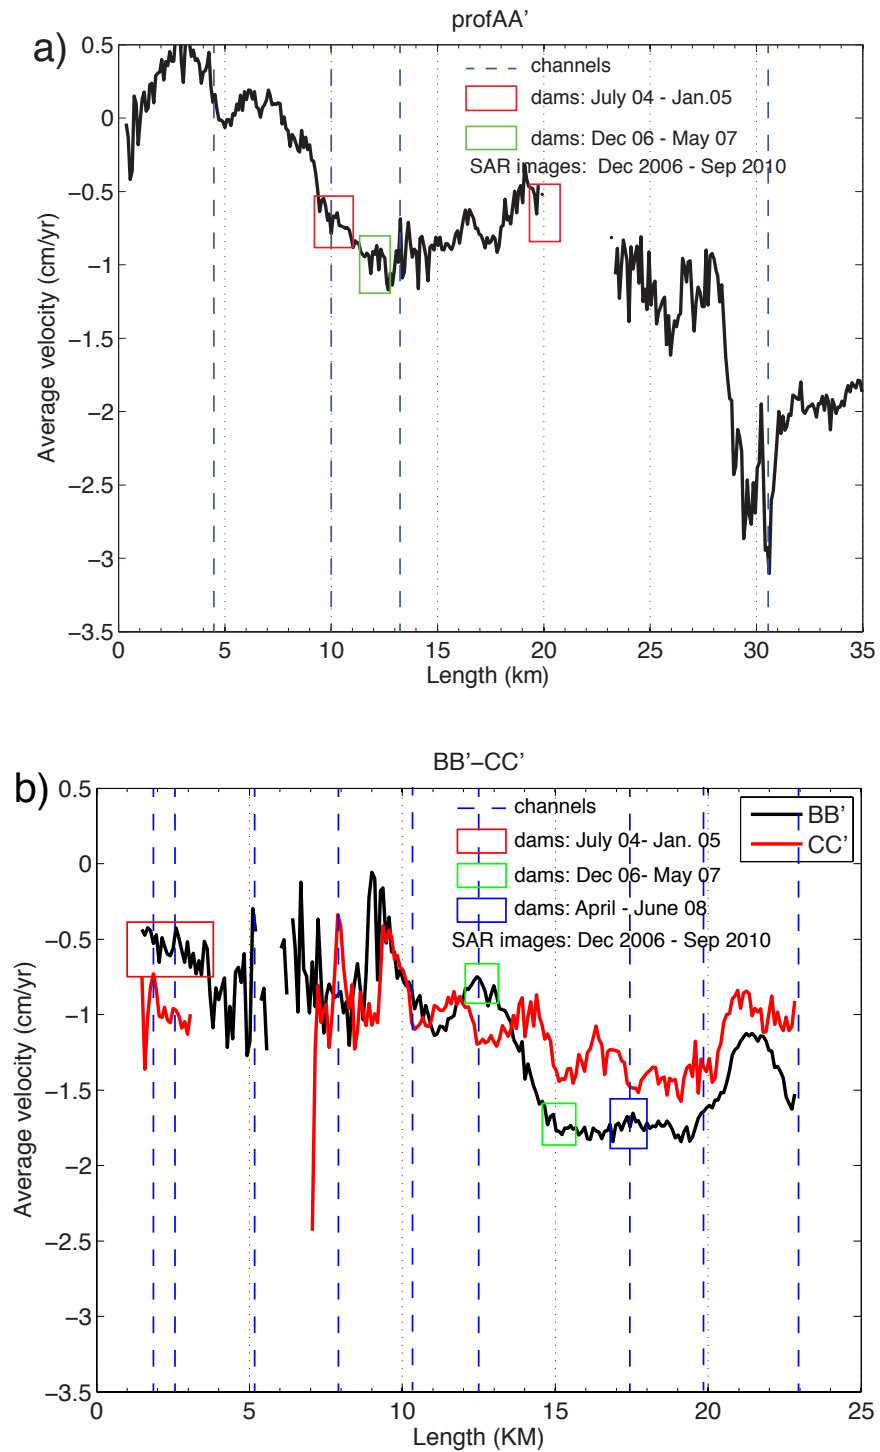 profAA’
a)
0.5
0
−0.5
−1
−1.5
−2
−2.5
−3
−3.5
Average velocity (cm/yr)
channels
dams: July 04 - Jan.05
dams: Dec 06 - May 07
SAR images: Dec 2006 - Sep 2010
0 5 10 15 20 25 30 35
Length (km)
BB’−CC’
b)
0.5
0
−0.5
−1
−1.5
−2
−2.5
−3
−3.5
Average velocity (cm/yr)
channels
dams: July 04- Jan. 05
dams: Dec 06- May 07
dams: April - June 08
SAR images: Dec 2006 - Sep 2010
BB’
CC’
0 5 10 15 20 25
Length (KM)